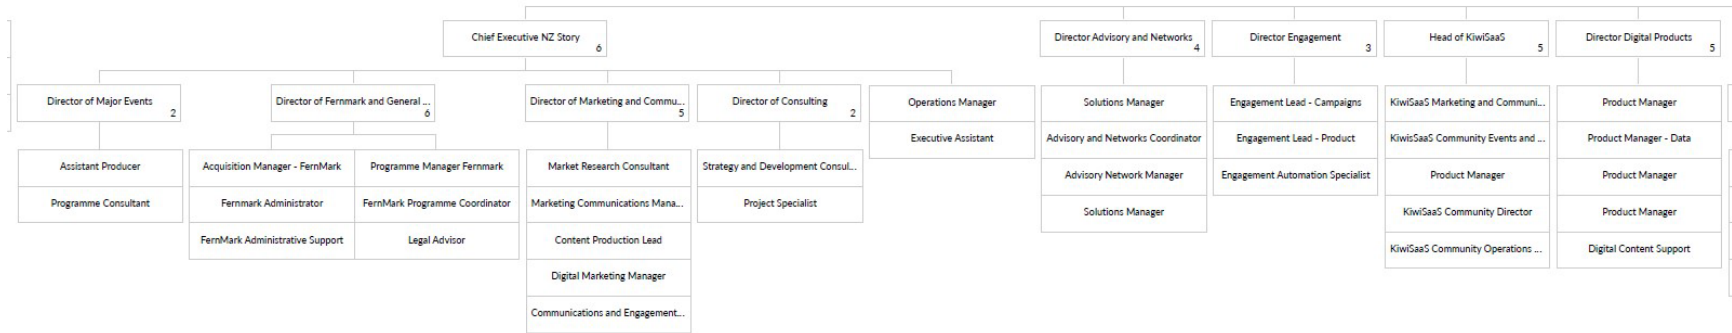 Chief Executive NZ Story
6
Director Advisory and Networks
4
Director Engagement
3
Head of KiwiSaaS
5
Director Digital Products
5
Director of Major Events
2
Director of Fernmark and General ...
6
Director of Marketing and Commu...
5
Director of Consulting
2
Operations Manager
Executive Assistant
Assistant Producer
Programme Consultant
Acquisition Manager - FernMark
Fernmark Administrator
FernMark Administrative Support
Programme Manager Fernmark
FernMark Programme Coordinator
Legal Advisor
Market Research Consultant
Marketing Communications Mana...
Content Production Lead
Digital Marketing Manager
Communications and Engagement...
Strategy and Development Consul...
Project Specialist
Solutions Manager
Advisory and Networks Coordinator
Advisory Network Manager
Solutions Manager
Engagement Lead - Campaigns
Engagement Lead - Product
Engagement Automation Specialist
KiwiSaaS Marketing and Communi...
KiwisSaaS Community Events and ...
Product Manager
KiwiSaaS Community Director
KiwiSaaS Community Operations ...
Product Manager
Product Manager - Data
Product Manager
Product Manager
Digital Content Support